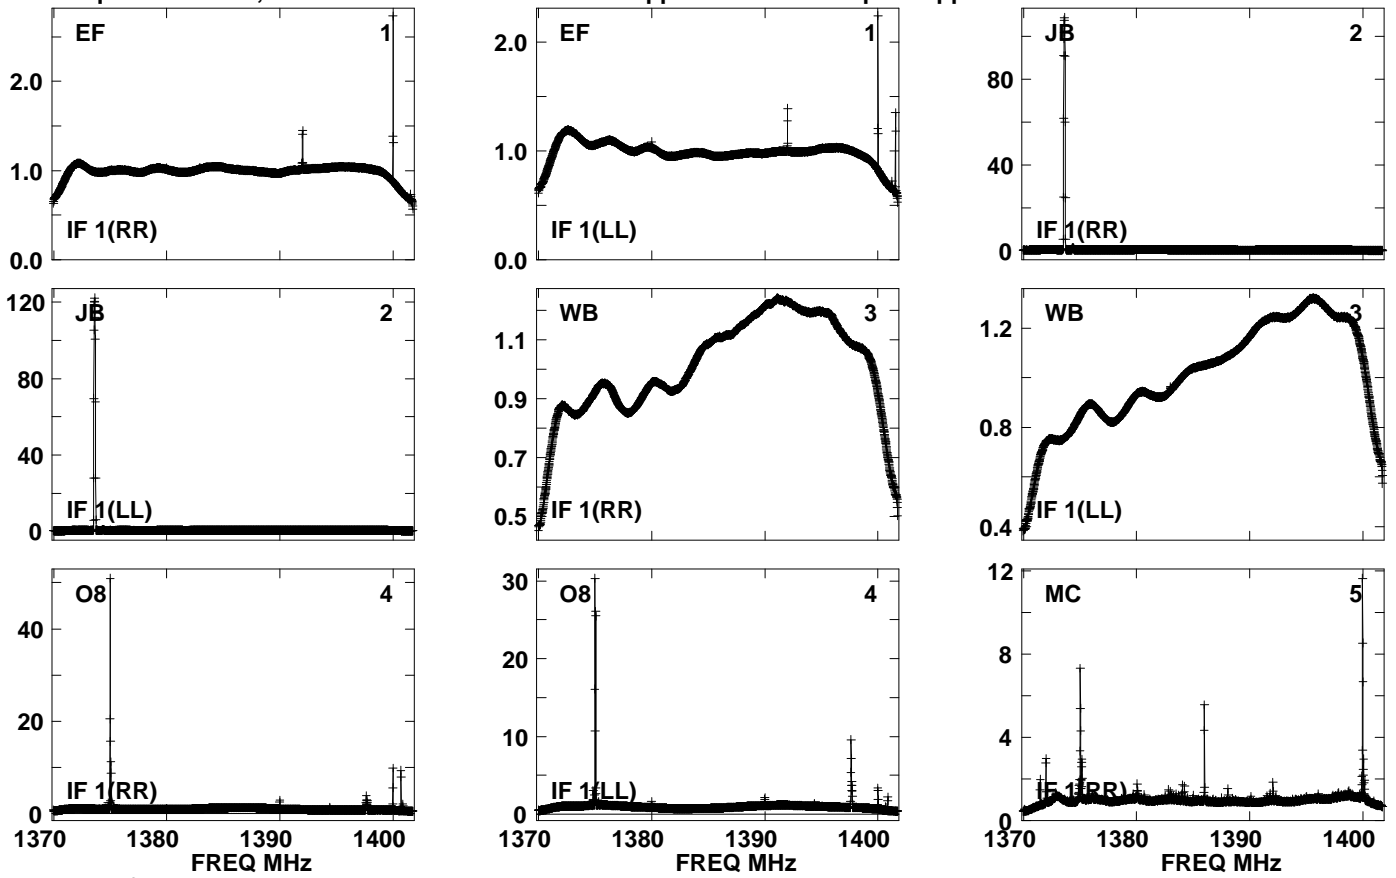 EF 1
2.0
1.0
0.0
IF 1(RR)
EF 1
2.0
1.0
0.0
IF 1(LL)
JB 2
80
40
0
IF 1(RR)
JB 2
120
80
40
0
IF 1(LL)
WB 3
1.1
0.9
0.7
0.5
IF 1(RR)
WB 3
1.2
0.8
0.4
IF 1(LL)
O8 4
40
20
0
IF 1(RR)
1370 1380 1390 1400
FREQ MHz
O8 4
30
20
10
0
IF 1(LL)
1370 1380 1390 1400
FREQ MHz
MC 5
12
8
4
0
IF 1(RR)
1370 1380 1390 1400
FREQ MHz